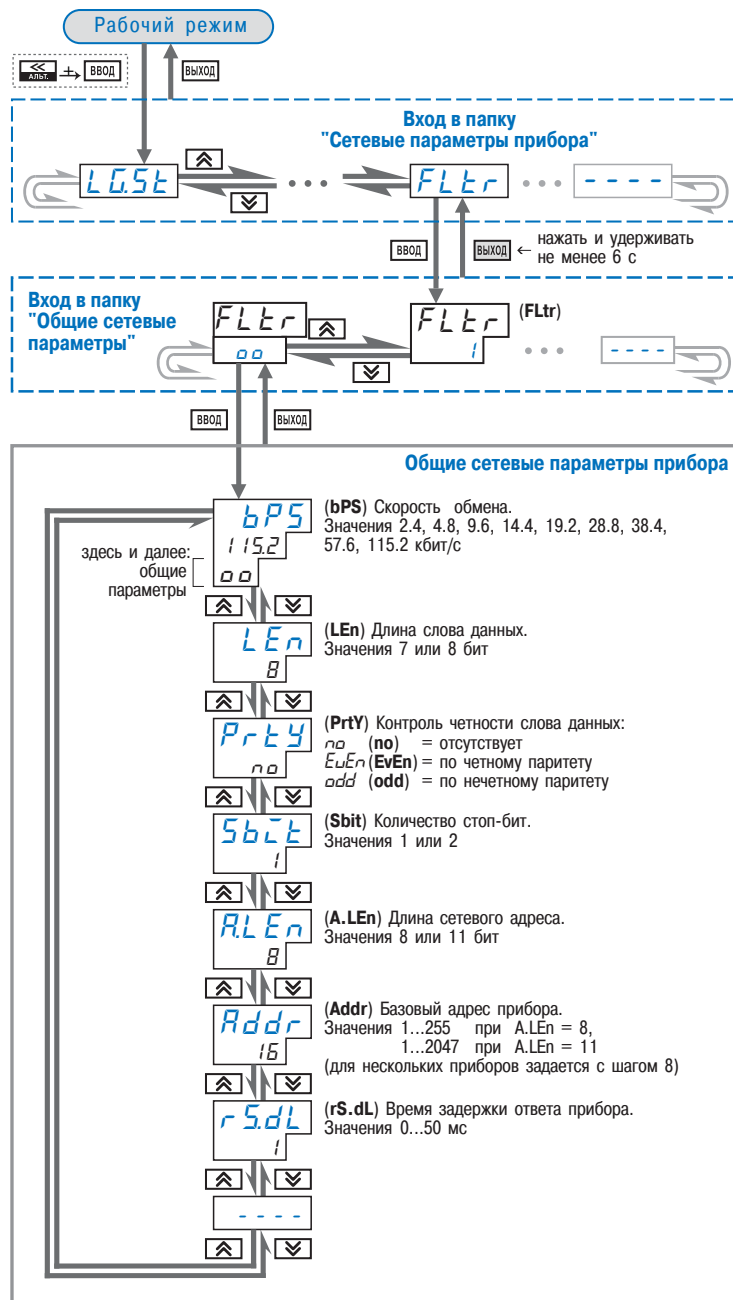 Рабочий режим
<< АЛЬТ. + ВВОД ВЫХОД
Вход в папку
"Сетевые параметры прибора"
LG.St ... FLtr ... ----
ВВОД ВЫХОД ← нажать и удерживать
не менее 6 с
Вход в папку
"Общие сетевые
параметры"
FLtr
oo
FLtr
1
(FLtr)
... ----
ВВОД ВЫХОД
Общие сетевые параметры прибора
здесь и далее:
общие
параметры
bPS
115.2
oo
(bPS) Скорость обмена.
Значения 2.4, 4.8, 9.6, 14.4, 19.2, 28.8, 38.4,
57.6, 115.2 кбит/с
LEn
8
(LEn) Длина слова данных.
Значения 7 или 8 бит
PrtY
no
(PrtY) Контроль четности слова данных:
no (no) = отсутствует
EvEn (EvEn) = по четному паритету
odd (odd) = по нечетному паритету
Sbit
1
(Sbit) Количество стоп-бит.
Значения 1 или 2
A.LEn
8
(A.LEn) Длина сетевого адреса.
Значения 8 или 11 бит
Addr
16
(Addr) Базовый адрес прибора.
Значения 1...255 при A.LEn = 8,
1...2047 при A.LEn = 11
(для нескольких приборов задается с шагом 8)
rS.dL
1
(rS.dL) Время задержки ответа прибора.
Значения 0...50 мс
----